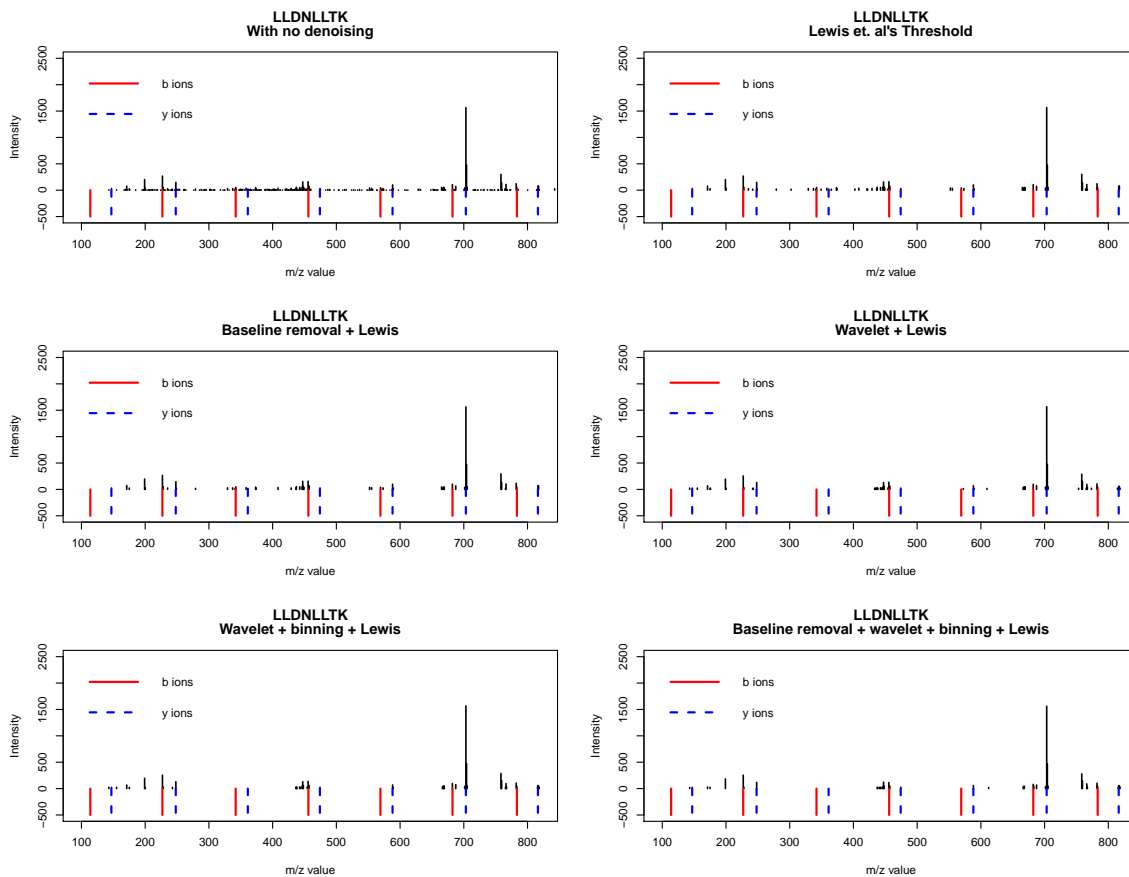 LLDNLLTK
With no denoising
2500
1500
500
0
−500
Intensity
b ions
y ions
100 200 300 400 500 600 700 800
m/z value
LLDNLLTK
Lewis et. al's Threshold
2500
1500
500
0
−500
Intensity
b ions
y ions
100 200 300 400 500 600 700 800
m/z value
LLDNLLTK
Baseline removal + Lewis
2500
1500
500
0
−500
Intensity
b ions
y ions
100 200 300 400 500 600 700 800
m/z value
LLDNLLTK
Wavelet + Lewis
2500
1500
500
0
−500
Intensity
b ions
y ions
100 200 300 400 500 600 700 800
m/z value
LLDNLLTK
Wavelet + binning + Lewis
2500
1500
500
0
−500
Intensity
b ions
y ions
100 200 300 400 500 600 700 800
m/z value
LLDNLLTK
Baseline removal + wavelet + binning + Lewis
2500
1500
500
0
−500
Intensity
b ions
y ions
100 200 300 400 500 600 700 800
m/z value